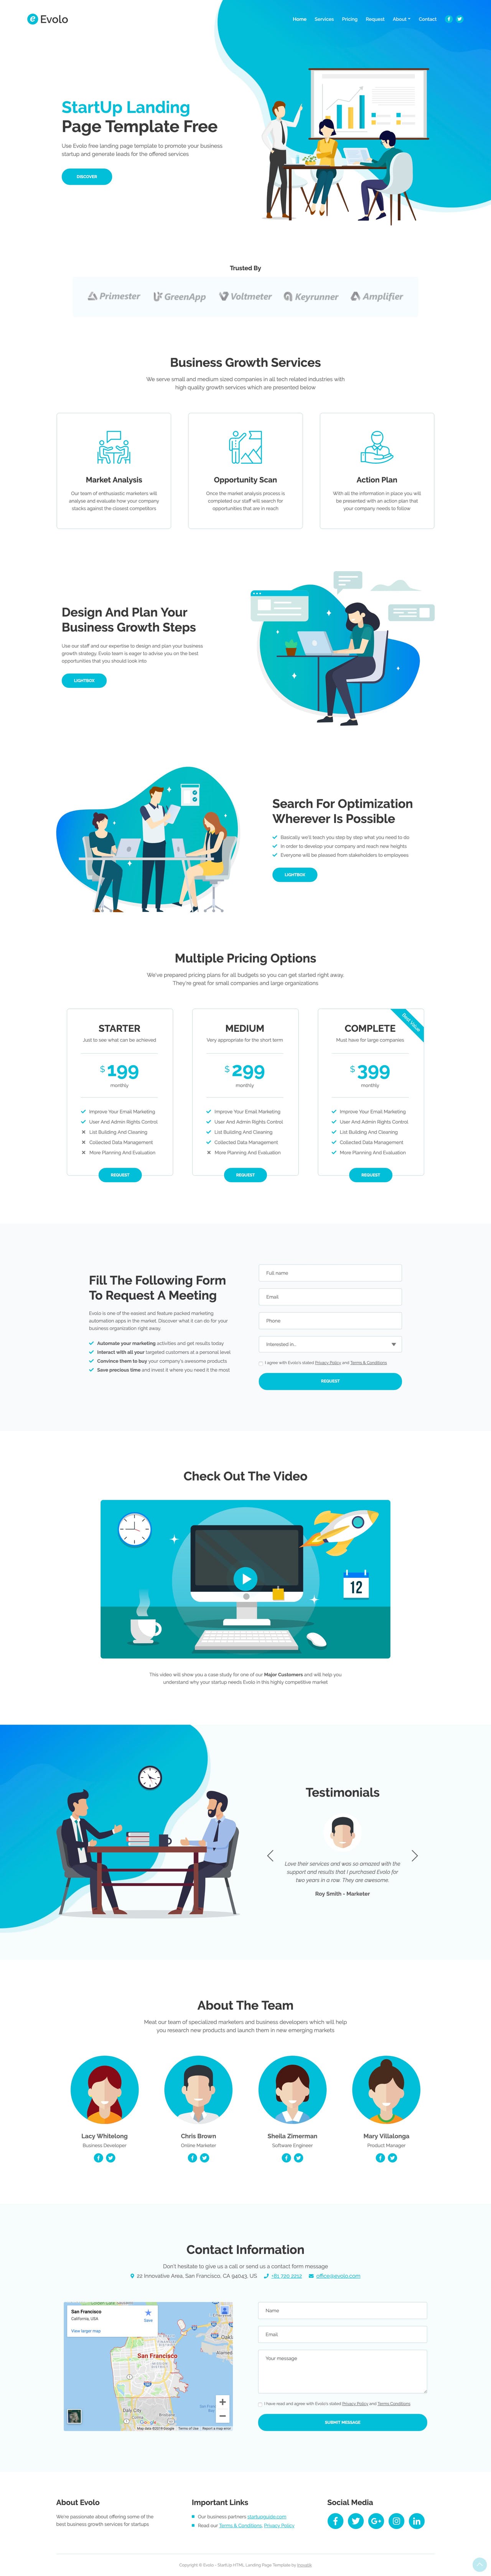 Evolo
Home Services Pricing Request About Contact
StartUp Landing
Page Template Free
Use Evolo free landing page template to promote your business
startup and generate leads for the offered services
DISCOVER
Trusted By
Primester GreenApp Voltmeter Keyrunner Amplifier
Business Growth Services
We serve small and medium sized companies in all tech related industries with
high quality growth services which are presented below
Market Analysis
Our team of enthusiastic marketers will
analyse and evaluate how your company
stacks against the closest competitors
Opportunity Scan
Once the market analysis process is
completed our staff will search for
opportunities that are in reach
Action Plan
With all the information in place you will
be presented with an action plan that
your company needs to follow
Design And Plan Your
Business Growth Steps
Use our staff and our expertise to design and plan your business
growth strategy. Evolo team is eager to advise you on the best
opportunities that you should look into
LIGHTBOX
Search For Optimization
Wherever Is Possible
Basically we'll teach you step by step what you need to do
In order to develop your company and reach new heights
Everyone will be pleased from stakeholders to employees
LIGHTBOX
Multiple Pricing Options
We've prepared pricing plans for all budgets so you can get started right away.
They're great for small companies and large organizations
STARTER
Just to see what can be achieved
$199
monthly
Improve Your Email Marketing
User And Admin Rights Control
List Building And Cleaning
Collected Data Management
More Planning And Evaluation
REQUEST
MEDIUM
Very appropriate for the short term
$299
monthly
Improve Your Email Marketing
User And Admin Rights Control
List Building And Cleaning
Collected Data Management
More Planning And Evaluation
REQUEST
Best Value
COMPLETE
Must have for large companies
$399
monthly
Improve Your Email Marketing
User And Admin Rights Control
List Building And Cleaning
Collected Data Management
More Planning And Evaluation
REQUEST
Fill The Following Form
To Request A Meeting
Evolo is one of the easiest and feature packed marketing
automation apps in the market. Discover what it can do for your
business organization right away.
Automate your marketing activities and get results today
Interact with all your targeted customers at a personal level
Convince them to buy your company's awesome products
Save precious time and invest it where you need it the most
Full name
Email
Phone
Interested in...
I agree with Evolo's stated Privacy Policy and Terms & Conditions
REQUEST
Check Out The Video
12
This video will show you a case study for one of our Major Customers and will help you
understand why your startup needs Evolo in this highly competitive market
Testimonials
Love their services and was so amazed with the
support and results that I purchased Evolo for
two years in a row. They are awesome.
Roy Smith - Marketer
About The Team
Meat our team of specialized marketers and business developers which will help
you research new products and launch them in new emerging markets
Lacy Whitelong
Business Developer
Chris Brown
Online Marketer
Sheila Zimerman
Software Engineer
Mary Villalonga
Product Manager
Contact Information
Don't hesitate to give us a call or send us a contact form message
22 Innovative Area, San Francisco, CA 94043, US +81 720 2212 office@evolo.com
San Francisco
California, USA
Save
View larger map
San Francisco
Daly City
Google
Map data ©2019 Google Terms of Use Report a map error
Name
Email
Your message
I have read and agree with Evolo's stated Privacy Policy and Terms Conditions
SUBMIT MESSAGE
About Evolo
We're passionate about offering some of the
best business growth services for startups
Important Links
Our business partners startupguide.com
Read our Terms & Conditions, Privacy Policy
Social Media
Copyright © Evolo - StartUp HTML Landing Page Template by Inovatik